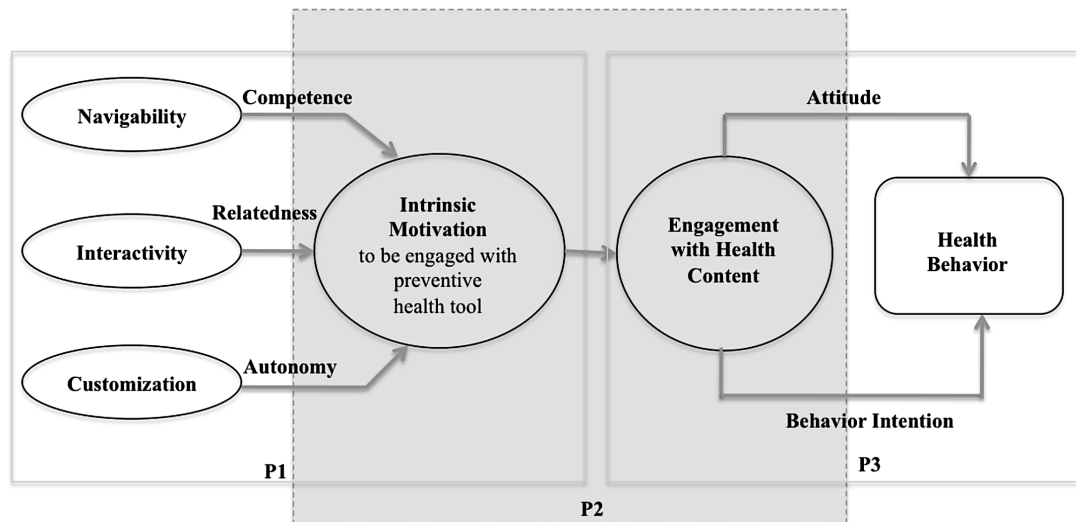 Competence
Navigability
Relatedness
Interactivity
Autonomy
Customization
P1
Intrinsic
Motivation
to be engaged with
preventive
health tool
P2
Engagement
with Health
Content
Attitude
Behavior Intention
Health
Behavior
P3